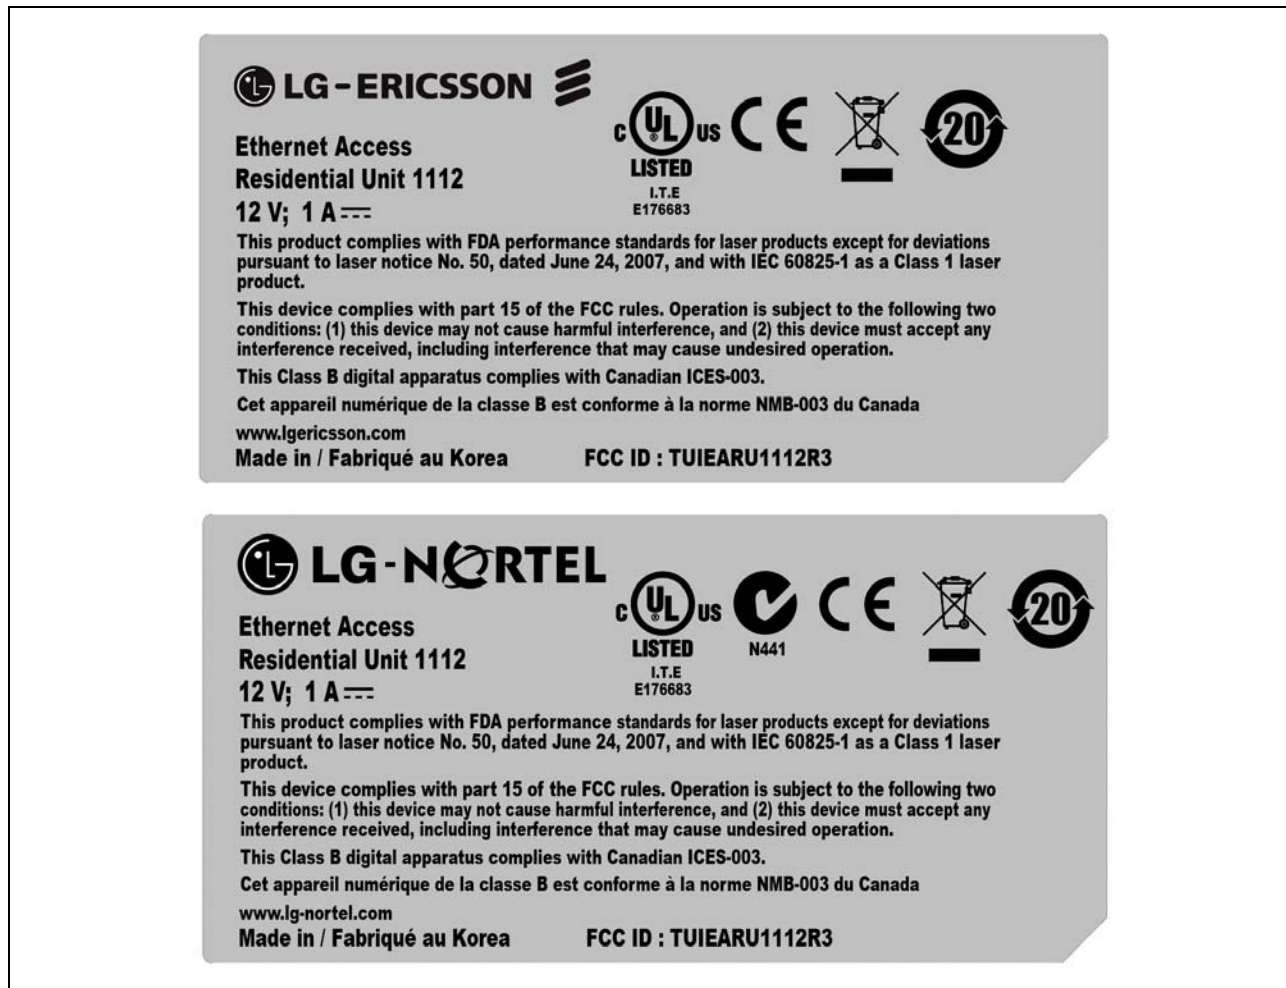 LG-ERICSSON
C UL US CE 20
LISTED
I.T.E
E176683
Ethernet Access
Residential Unit 1112
12 V; 1 A
This product complies with FDA performance standards for laser products except for deviations
pursuant to laser notice No. 50, dated June 24, 2007, and with IEC 60825-1 as a Class 1 laser
product.
This device complies with part 15 of the FCC rules. Operation is subject to the following two
conditions: (1) this device may not cause harmful interference, and (2) this device must accept any
interference received, including interference that may cause undesired operation.
This Class B digital apparatus complies with Canadian ICES-003.
Cet appareil numérique de la classe B est conforme à la norme NMB-003 du Canada
www.lgericsson.com
Made in / Fabriqué au Korea FCC ID : TUIEARU1112R3
LG-NORTEL
C UL US CE 20
LISTED N441
I.T.E
E176683
Ethernet Access
Residential Unit 1112
12 V; 1 A
This product complies with FDA performance standards for laser products except for deviations
pursuant to laser notice No. 50, dated June 24, 2007, and with IEC 60825-1 as a Class 1 laser
product.
This device complies with part 15 of the FCC rules. Operation is subject to the following two
conditions: (1) this device may not cause harmful interference, and (2) this device must accept any
interference received, including interference that may cause undesired operation.
This Class B digital apparatus complies with Canadian ICES-003.
Cet appareil numérique de la classe B est conforme à la norme NMB-003 du Canada
www.lg-nortel.com
Made in / Fabriqué au Korea FCC ID : TUIEARU1112R3